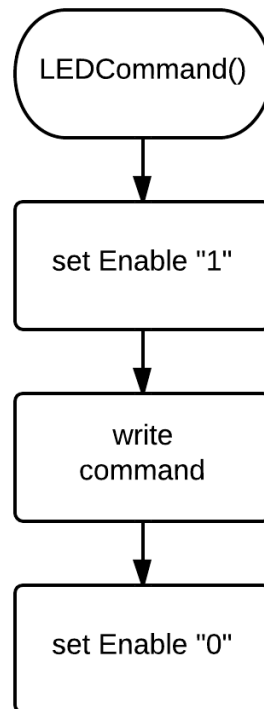 LEDCommand()
set Enable "1"
write
command
set Enable "0"